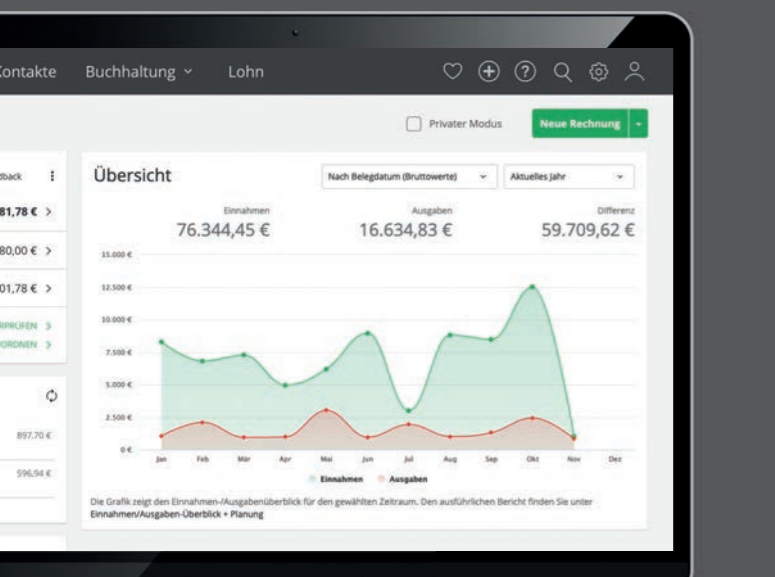 Kontakte Buchhaltung Lohn
Privater Modus Neue Rechnung
81,78 €
80,00 €
01,78 €
897,70 €
596,94 €
Übersicht Nach Belegdatum (Bruttowerte) Aktuelles Jahr
Einnahmen Ausgaben Differenz
76.344,45 € 16.634,83 € 59.709,62 €
15.000 €
12.500 €
10.000 €
7.500 €
5.000 €
2.500 €
0 €
Jan Feb Mär Apr Mai Jun Jul Aug Sep Okt Nov Dez
Einnahmen Ausgaben
Die Grafik zeigt den Einnahmen-/Ausgabenüberblick für den gewählten Zeitraum. Den ausführlichen Bericht finden Sie unter
Einnahmen/Ausgaben-Überblick + Planung